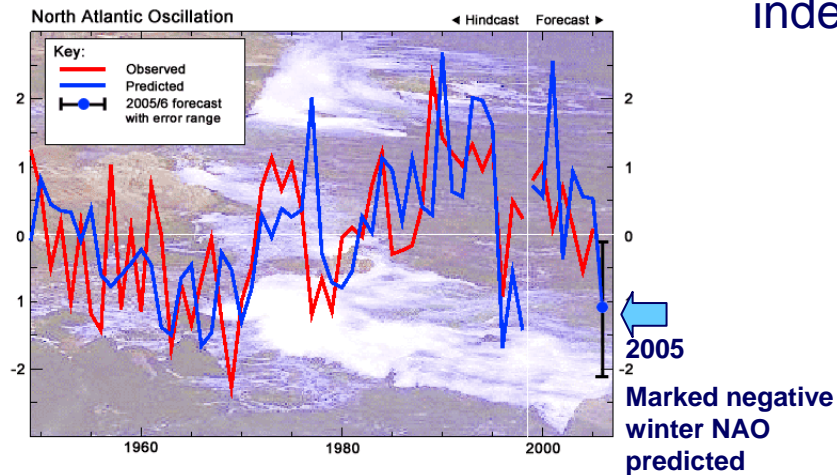 inde
North Atlantic Oscillation
◄ Hindcast Forecast ►
Key:
Observed
Predicted
2005/6 forecast
with error range
2 2
1 1
0 0
1 1
-2 -2
1960 1980 2000
2005
Marked negative
winter NAO
predicted